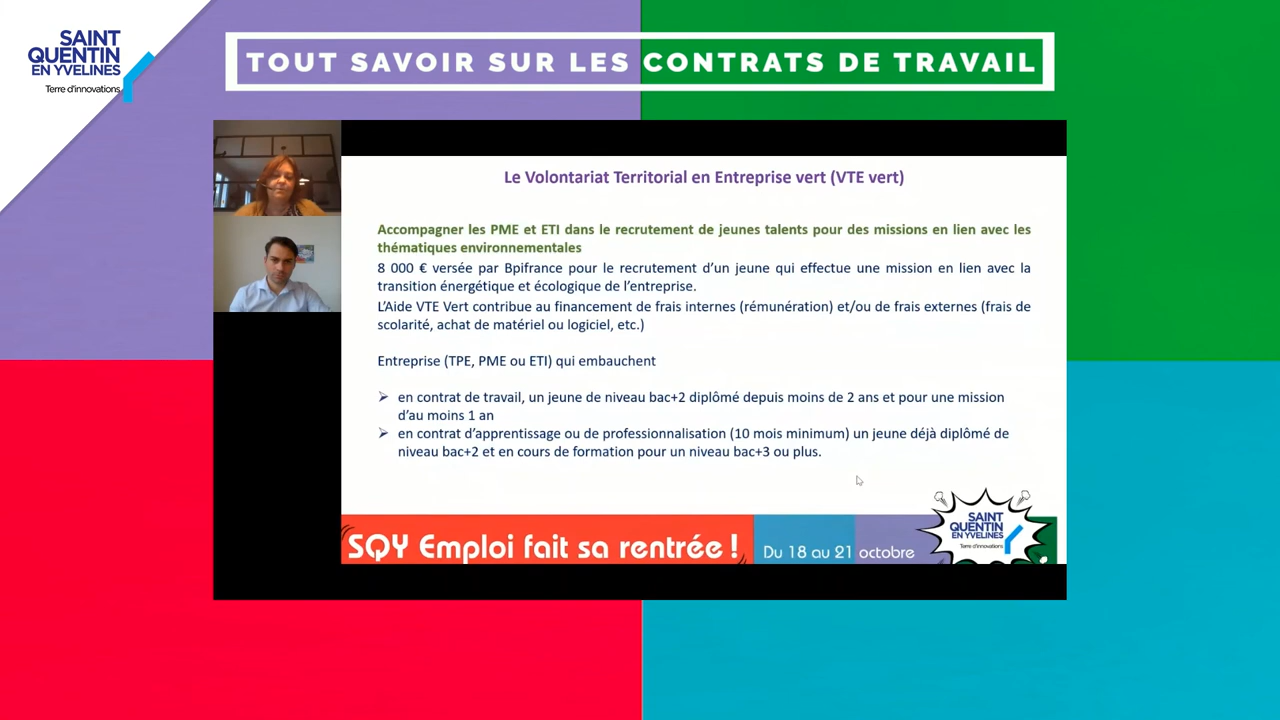 SAINT
QUENTIN
EN YVELINES
Terre d'innovations
TOUT SAVOIR SUR LES CONTRATS DE TRAVAIL
Le Volontariat Territorial en Entreprise vert (VTE vert)
Accompagner les PME et ETI dans le recrutement de jeunes talents pour des missions en lien avec les
thématiques environnementales
8 000 € versée par Bpifrance pour le recrutement d'un jeune qui effectue une mission en lien avec la
transition énergétique et écologique de l'entreprise.
L'Aide VTE Vert contribue au financement de frais internes (rémunération) et/ou de frais externes (frais de
scolarité, achat de matériel ou logiciel, etc.)
Entreprise (TPE, PME ou ETI) qui embauchent
➢ en contrat de travail, un jeune de niveau bac+2 diplômé depuis moins de 2 ans et pour une mission
d'au moins 1 an
➢ en contrat d'apprentissage ou de professionnalisation (10 mois minimum) un jeune déjà diplômé de
niveau bac+2 et en cours de formation pour un niveau bac+3 ou plus.
SQY Emploi fait sa rentrée !
Du 18 au 21 octobre
SAINT
QUENTIN
EN YVELINES
Terre d'innovations